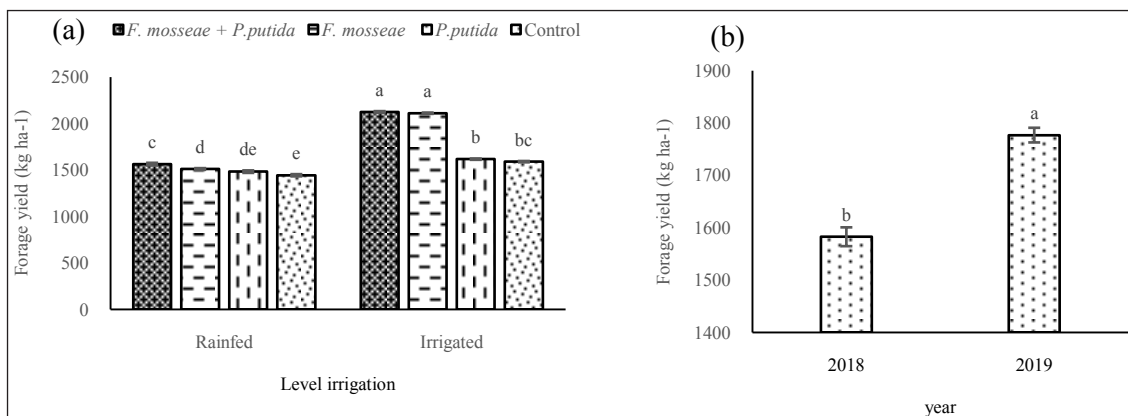 (a)
F. mosseae + P.putida F. mosseae P.putida Control
2500
2000
1500
1000
500
0
Forage yield (kg ha-1)
c d de e a a b bc
Rainfed Irrigated
Level irrigation
(b)
1900
1800
1700
1600
1500
1400
Forage yield (kg ha-1)
b a
2018 2019
year